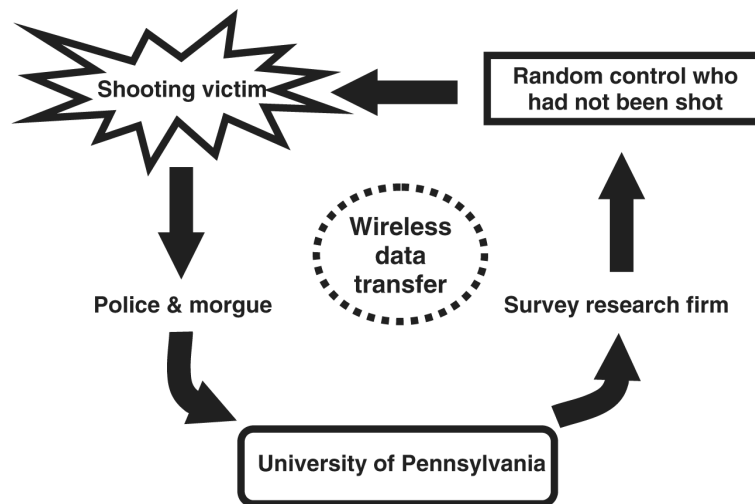 Shooting victim
Random control who
had not been shot
Wireless
data
transfer
Police & morgue
Survey research firm
University of Pennsylvania